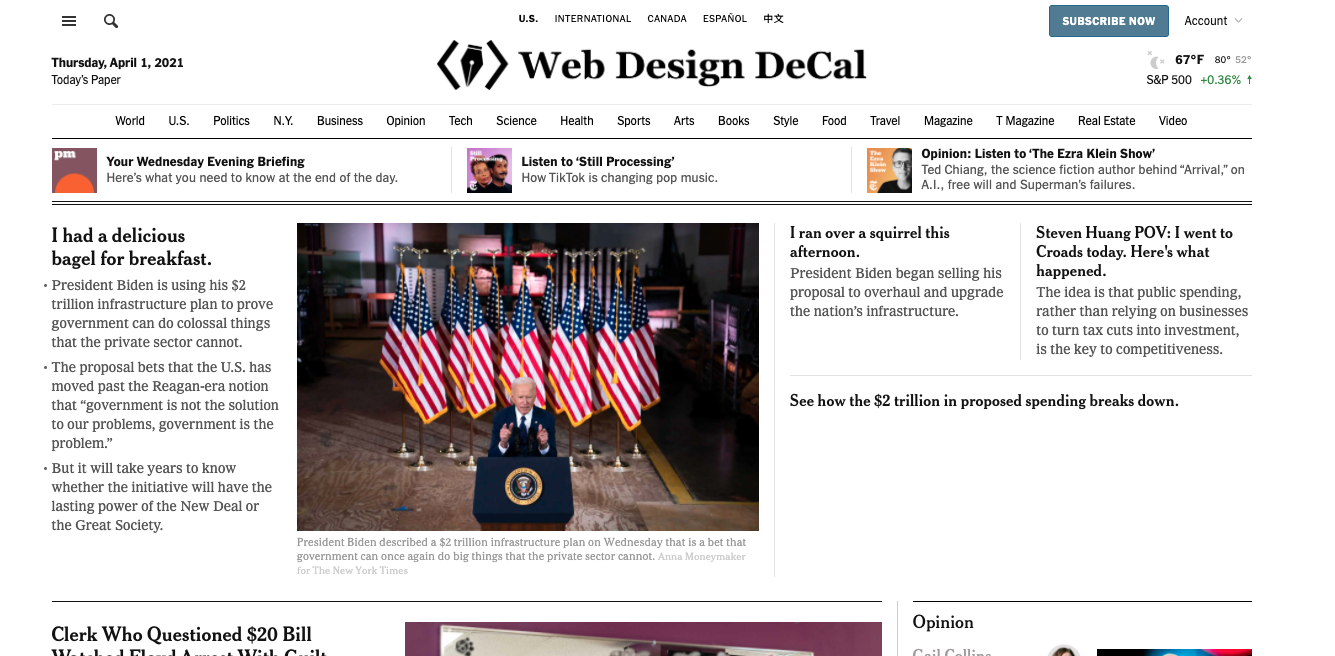 U.S. INTERNATIONAL CANADA ESPAÑOL 中文
SUBSCRIBE NOW
Account
Thursday, April 1, 2021
Today's Paper
Web Design DeCal
67°F 80° 52°
S&P 500 +0.36% ↑
World U.S. Politics N.Y. Business Opinion Tech Science Health Sports Arts Books Style Food Travel Magazine T Magazine Real Estate Video
pm
Your Wednesday Evening Briefing
Here's what you need to know at the end of the day.
Still
Processing
Listen to ‘Still Processing’
How TikTok is changing pop music.
The
Ezra
Klein
Show
Opinion: Listen to ‘The Ezra Klein Show’
Ted Chiang, the science fiction author behind “Arrival,” on
A.I., free will and Superman’s failures.
I had a delicious
bagel for breakfast.
• President Biden is using his $2
trillion infrastructure plan to prove
government can do colossal things
that the private sector cannot.
• The proposal bets that the U.S. has
moved past the Reagan-era notion
that “government is not the solution
to our problems, government is the
problem.”
• But it will take years to know
whether the initiative will have the
lasting power of the New Deal or
the Great Society.
President Biden described a $2 trillion infrastructure plan on Wednesday that is a bet that
government can once again do big things that the private sector cannot. Anna Moneymaker
for The New York Times
I ran over a squirrel this
afternoon.
President Biden began selling his
proposal to overhaul and upgrade
the nation’s infrastructure.
Steven Huang POV: I went to
Croads today. Here's what
happened.
The idea is that public spending,
rather than relying on businesses
to turn tax cuts into investment,
is the key to competitiveness.
See how the $2 trillion in proposed spending breaks down.
Clerk Who Questioned $20 Bill
Watched Floyd Arrest With Guilt
Opinion
Gail Collins